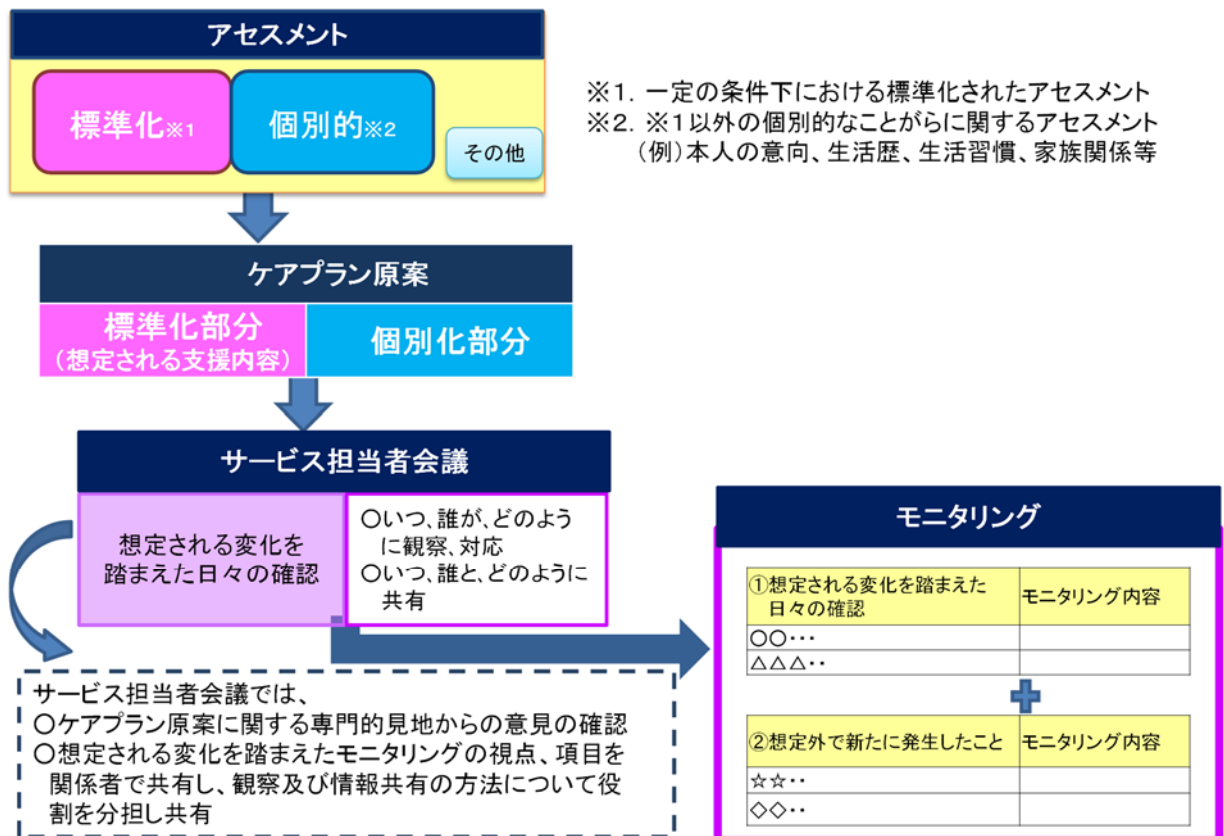 アセスメント
標準化※1
個別的※2
その他
※1．一定の条件下における標準化されたアセスメント
※2．※1以外の個別的なことがらに関するアセスメント
（例）本人の意向、生活歴、生活習慣、家族関係等
ケアプラン原案
標準化部分
（想定される支援内容）
個別化部分
サービス担当者会議
想定される変化を
踏まえた日々の確認
○いつ、誰が、どのよう
に観察、対応
○いつ、誰と、どのように
共有
サービス担当者会議では、
○ケアプラン原案に関する専門的見地からの意見の確認
○想定される変化を踏まえたモニタリングの視点、項目を
関係者で共有し、観察及び情報共有の方法について役
割を分担し共有
モニタリング
①想定される変化を踏まえた
日々の確認
モニタリング内容
○○・・・
△△△・・
②想定外で新たに発生したこと
モニタリング内容
☆☆・・
◇◇・・